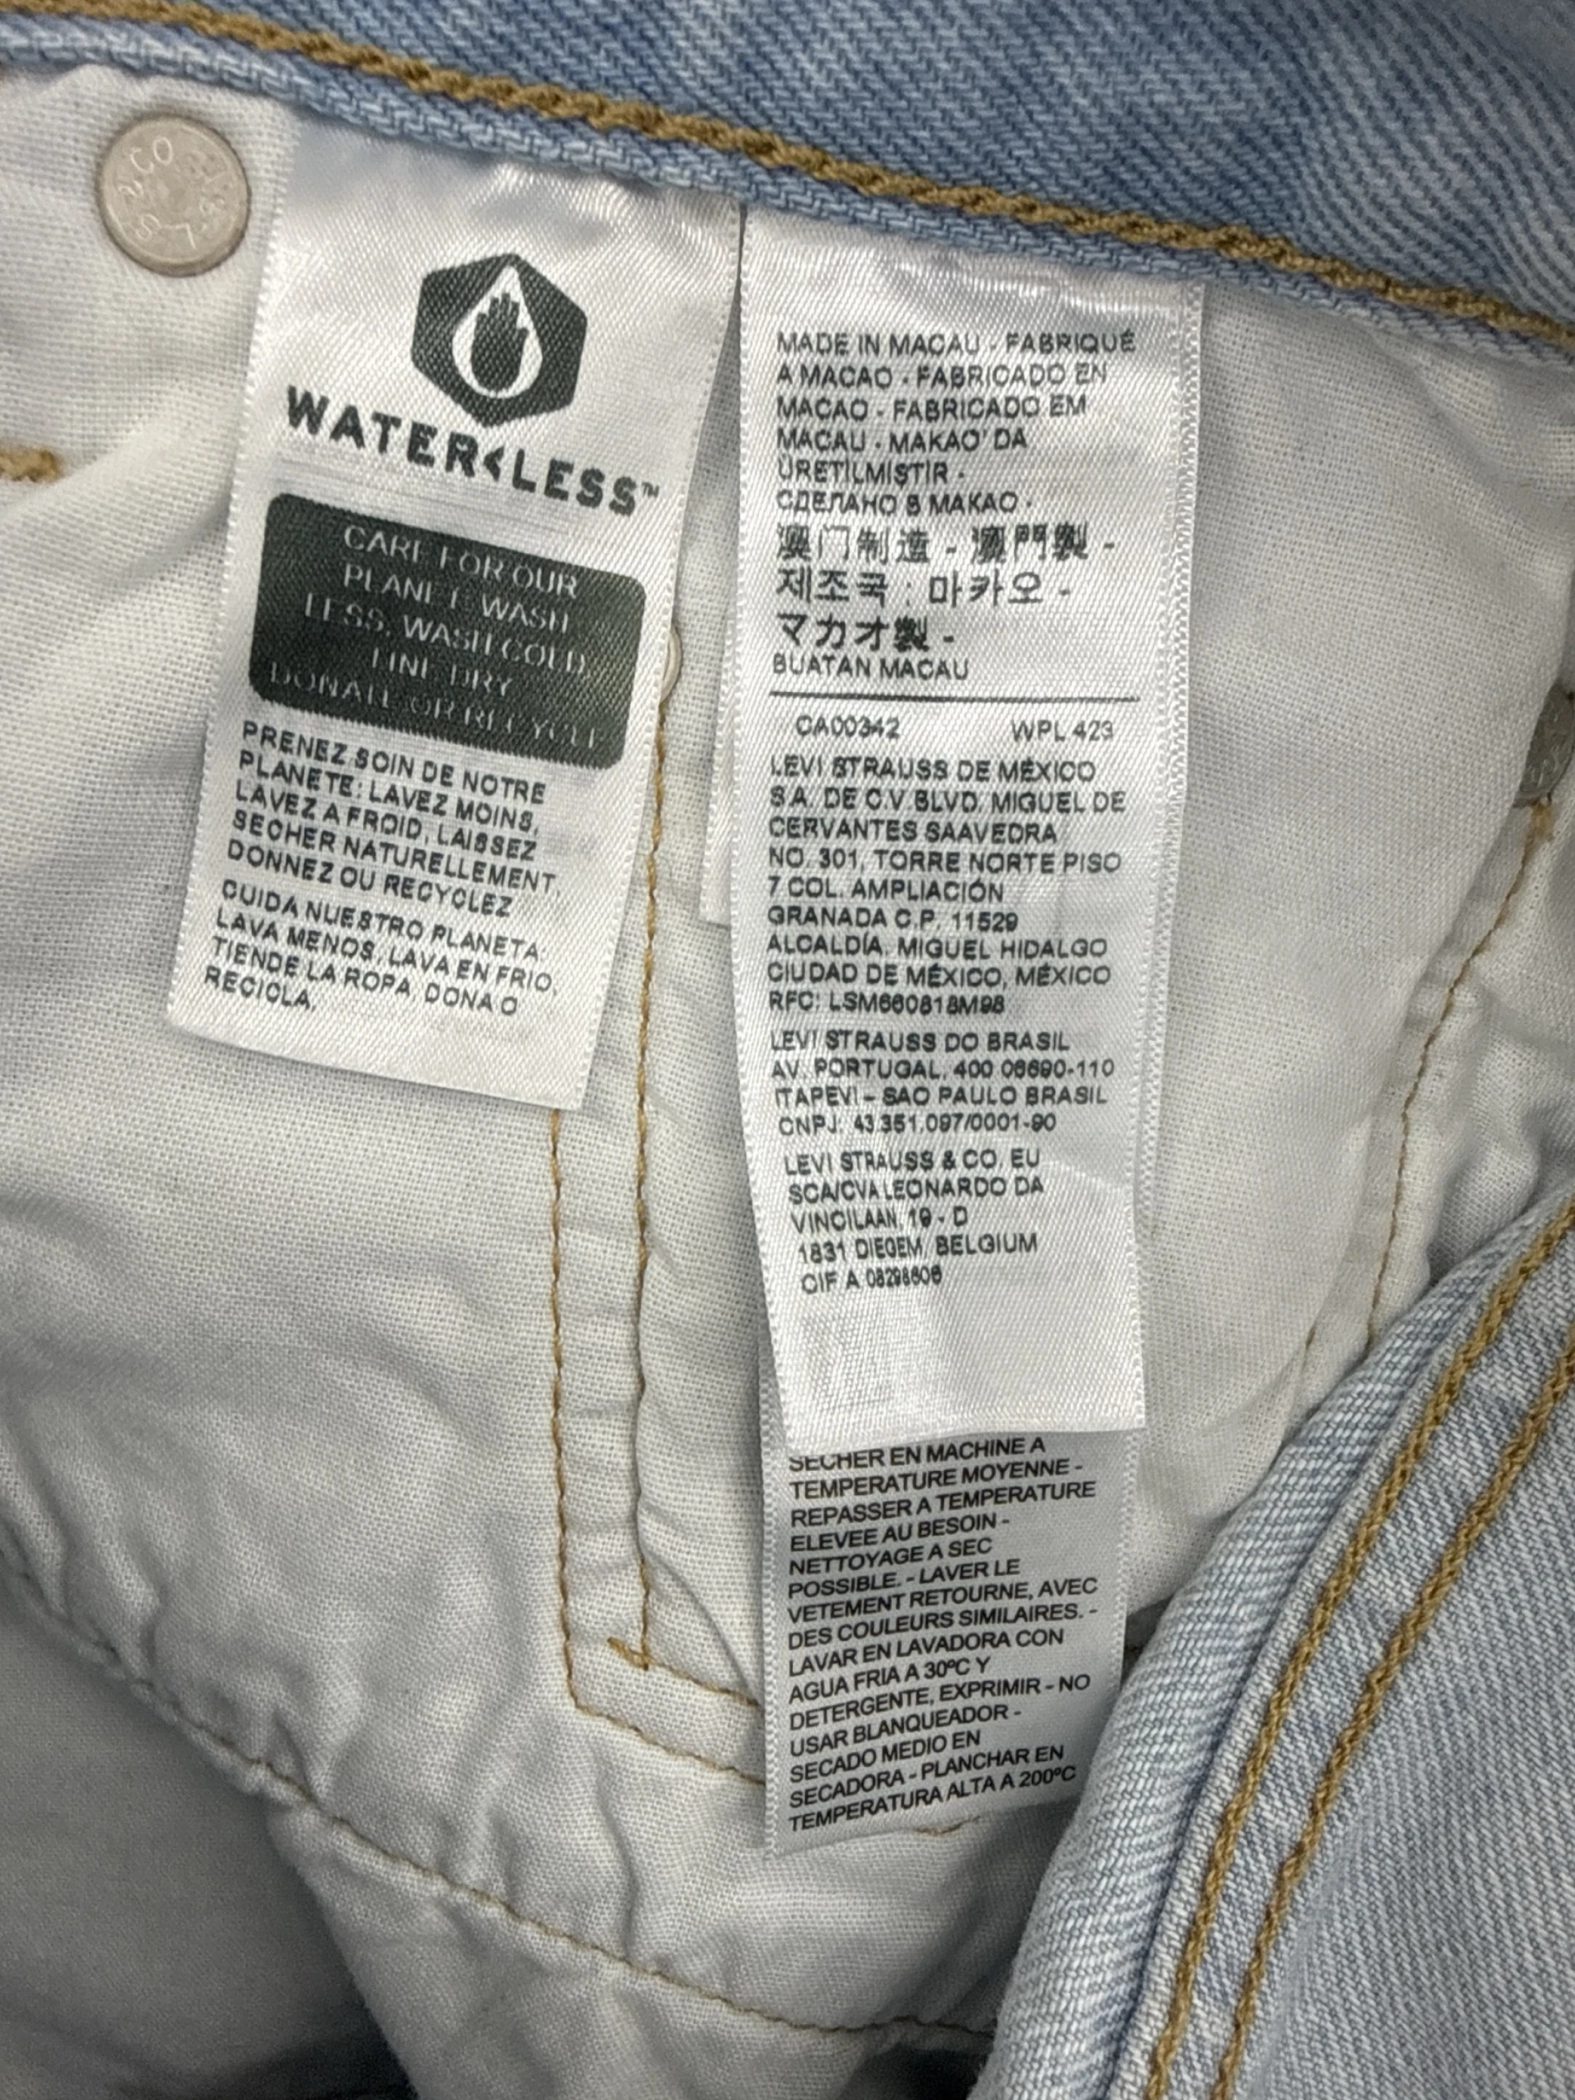 WATER<LESS™
CARE FOR OUR
PLANET: WASH
LESS, WASH COLD,
LINE DRY
DONATE OR RECYCLE
PRENEZ SOIN DE NOTRE
PLANETE: LAVEZ MOINS,
LAVEZ A FROID, LAISSEZ
SECHER NATURELLEMENT,
DONNEZ OU RECYCLEZ
CUIDA NUESTRO PLANETA.
LAVA MENOS, LAVA EN FRIO,
TIENDE LA ROPA, DONA O
RECICLA.
MADE IN MACAU - FABRIQUÉ
A MACAO - FABRICADO EN
MACAO - FABRICADO EM
MACAU - MAKAO' DA
ÜRETILMISTIR -
СДЕЛАНО В МАКАО -
澳门制造 - 澳門製 -
제조국 : 마카오 -
マカオ製 -
BUATAN MACAU
CA00342 WPL 423
LEVI STRAUSS DE MÉXICO
S.A. DE C.V BLVD. MIGUEL DE
CERVANTES SAAVEDRA
NO. 301, TORRE NORTE PISO
7 COL. AMPLIACIÓN
GRANADA C.P. 11529
ALCALDÍA. MIGUEL HIDALGO
CIUDAD DE MÉXICO, MÉXICO
RFC: LSM660818M98
LEVI STRAUSS DO BRASIL
AV. PORTUGAL, 400 06690-110
ITAPEVI - SAO PAULO BRASIL
CNPJ: 43.351.097/0001-90
LEVI STRAUSS & CO. EU
SCA/CVA LEONARDO DA
VINCILAAN, 19 - D
1831 DIEGEM, BELGIUM
CIF A 08298606
SECHER EN MACHINE A
TEMPERATURE MOYENNE -
REPASSER A TEMPERATURE
ELEVEE AU BESOIN -
NETTOYAGE A SEC
POSSIBLE. - LAVER LE
VETEMENT RETOURNE, AVEC
DES COULEURS SIMILAIRES. -
LAVAR EN LAVADORA CON
AGUA FRIA A 30ºC Y
DETERGENTE, EXPRIMIR - NO
USAR BLANQUEADOR -
SECADO MEDIO EN
SECADORA - PLANCHAR EN
TEMPERATURA ALTA A 200ºC